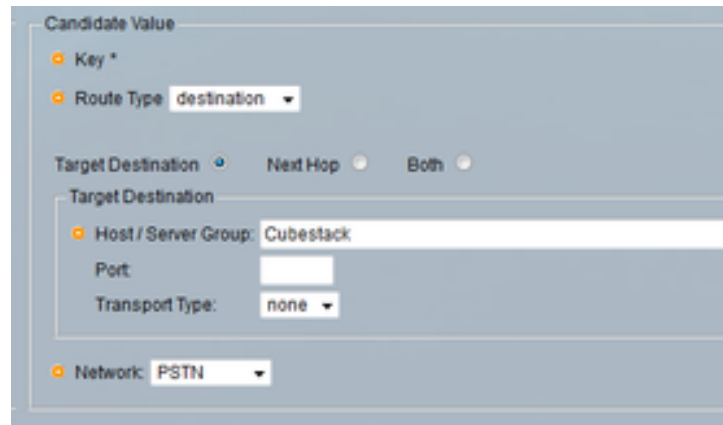 Candidate Value
Key *
Route Type destination
Target Destination Next Hop Both
Target Destination
Host / Server Group: Cubestack
Port:
Transport Type: none
Network: PSTN